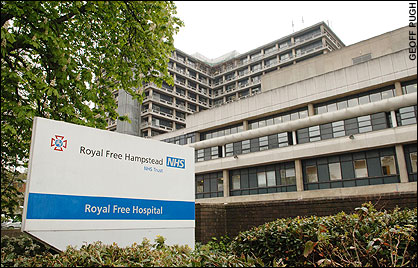 Royal Free Hampstead NHS
NHS Trust
Royal Free Hospital
GEOFF PUGH